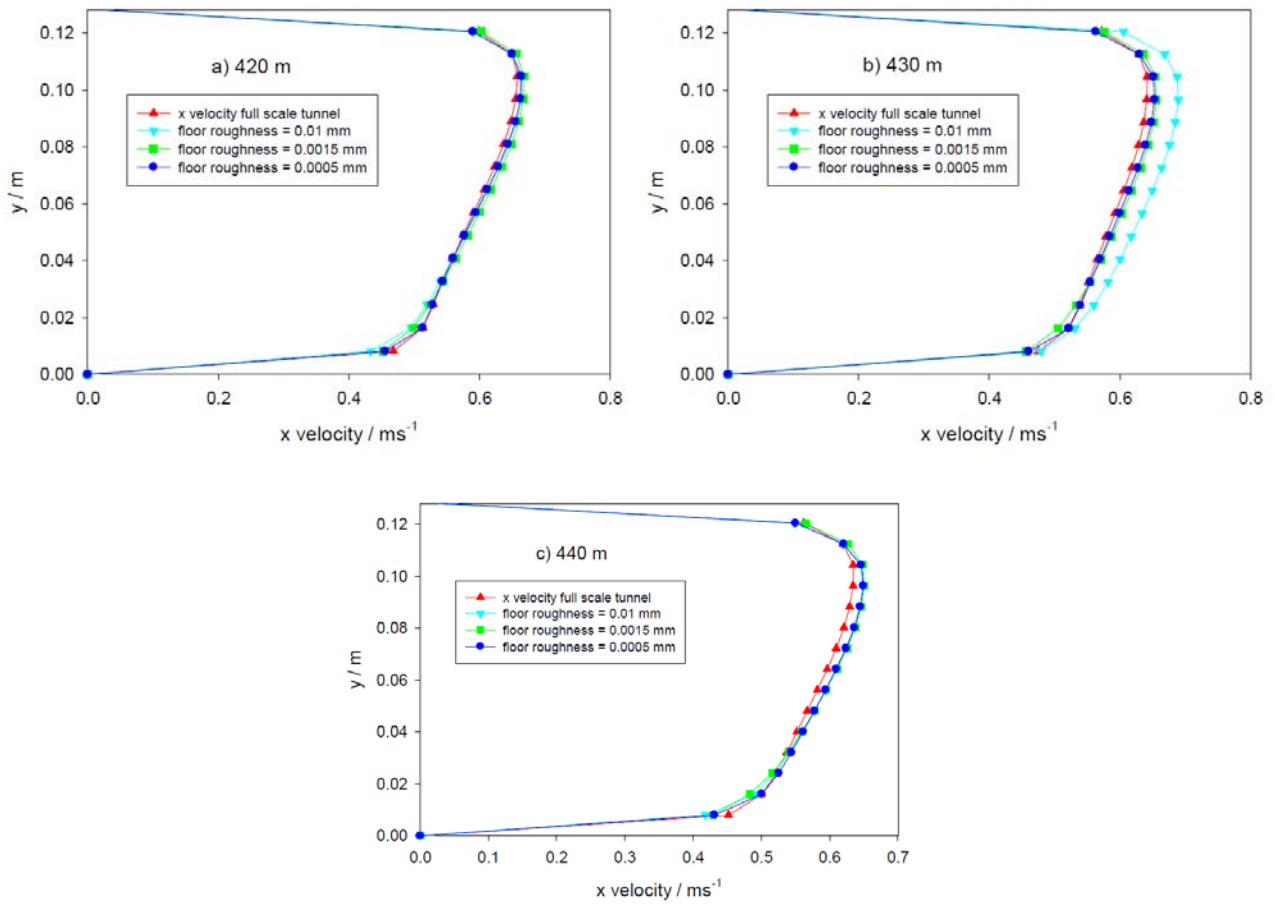 0.12
0.10
0.08
0.06
0.04
0.02
0.00
y / m
a) 420 m
x velocity full scale tunnel
floor roughness = 0.01 mm
floor roughness = 0.0015 mm
floor roughness = 0.0005 mm
0.0 0.2 0.4 0.6 0.8
x velocity / ms⁻¹
0.12
0.10
0.08
0.06
0.04
0.02
0.00
y / m
b) 430 m
x velocity full scale tunnel
floor roughness = 0.01 mm
floor roughness = 0.0015 mm
floor roughness = 0.0005 mm
0.0 0.2 0.4 0.6 0.8
x velocity / ms⁻¹
0.12
0.10
0.08
0.06
0.04
0.02
0.00
y / m
c) 440 m
x velocity full scale tunnel
floor roughness = 0.01 mm
floor roughness = 0.0015 mm
floor roughness = 0.0005 mm
0.0 0.1 0.2 0.3 0.4 0.5 0.6 0.7
x velocity / ms⁻¹